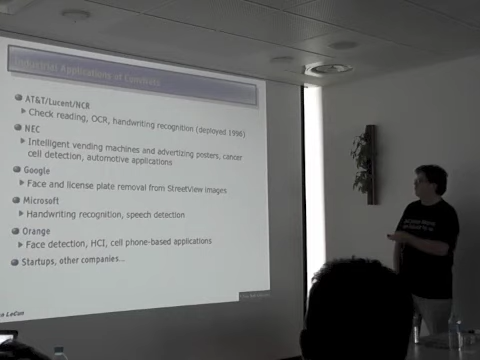 Industrial Applications of ConvNets
AT&T/Lucent/NCR
Check reading, OCR, handwriting recognition (deployed 1996)
NEC
Intelligent vending machines and advertizing posters, cancer
cell detection, automotive applications
Google
Face and license plate removal from StreetView images
Microsoft
Handwriting recognition, speech detection
Orange
Face detection, HCI, cell phone-based applications
Startups, other companies...
n LeCun